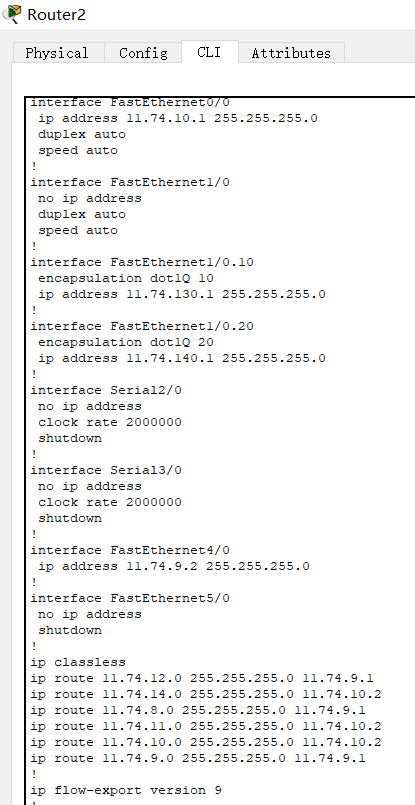 Router2
Physical Config CLI Attributes
interface FastEthernet0/0
ip address 11.74.10.1 255.255.255.0
duplex auto
speed auto
!
interface FastEthernet1/0
no ip address
duplex auto
speed auto
!
interface FastEthernet1/0.10
encapsulation dot1Q 10
ip address 11.74.130.1 255.255.255.0
!
interface FastEthernet1/0.20
encapsulation dot1Q 20
ip address 11.74.140.1 255.255.255.0
!
interface Serial2/0
no ip address
clock rate 2000000
shutdown
!
interface Serial3/0
no ip address
clock rate 2000000
shutdown
!
interface FastEthernet4/0
ip address 11.74.9.2 255.255.255.0
!
interface FastEthernet5/0
no ip address
shutdown
!
ip classless
ip route 11.74.12.0 255.255.255.0 11.74.9.1
ip route 11.74.14.0 255.255.255.0 11.74.10.2
ip route 11.74.8.0 255.255.255.0 11.74.9.1
ip route 11.74.11.0 255.255.255.0 11.74.10.2
ip route 11.74.10.0 255.255.255.0 11.74.10.2
ip route 11.74.9.0 255.255.255.0 11.74.9.1
!
ip flow-export version 9
!